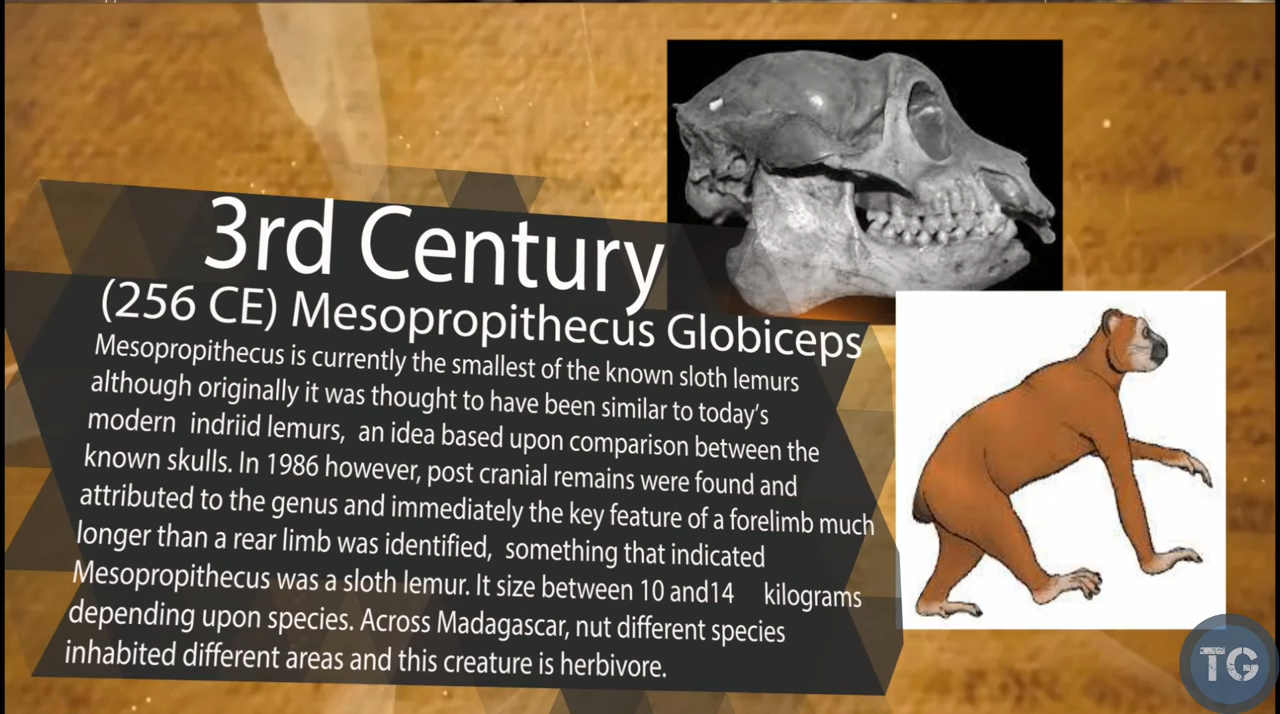 3rd Century
(256 CE) Mesopropithecus Globiceps
Mesopropithecus is currently the smallest of the known sloth lemurs
although originally it was thought to have been similar to today's
modern indriid lemurs, an idea based upon comparison between the
known skulls. In 1986 however, post cranial remains were found and
attributed to the genus and immediately the key feature of a forelimb much
longer than a rear limb was identified, something that indicated
Mesopropithecus was a sloth lemur. It size between 10 and14 kilograms
depending upon species. Across Madagascar, nut different species
inhabited different areas and this creature is herbivore.
TG